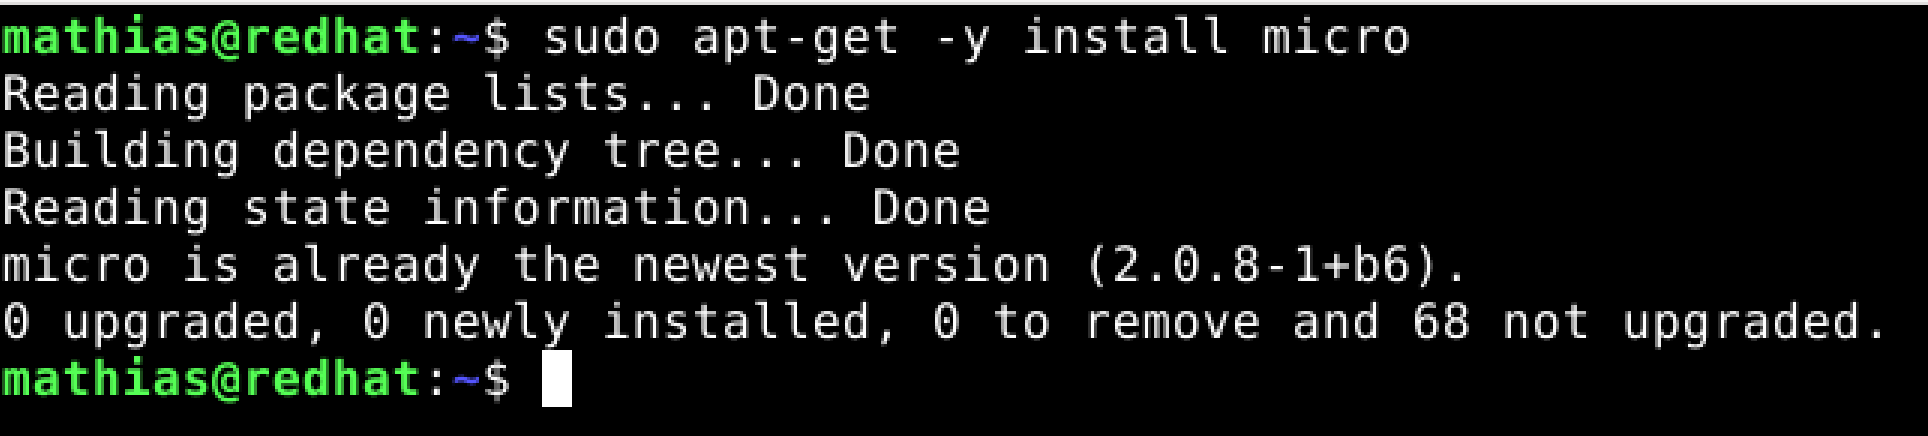 mathias@redhat:~$ sudo apt-get -y install micro
Reading package lists... Done
Building dependency tree... Done
Reading state information... Done
micro is already the newest version (2.0.8-1+b6).
0 upgraded, 0 newly installed, 0 to remove and 68 not upgraded.
mathias@redhat:~$